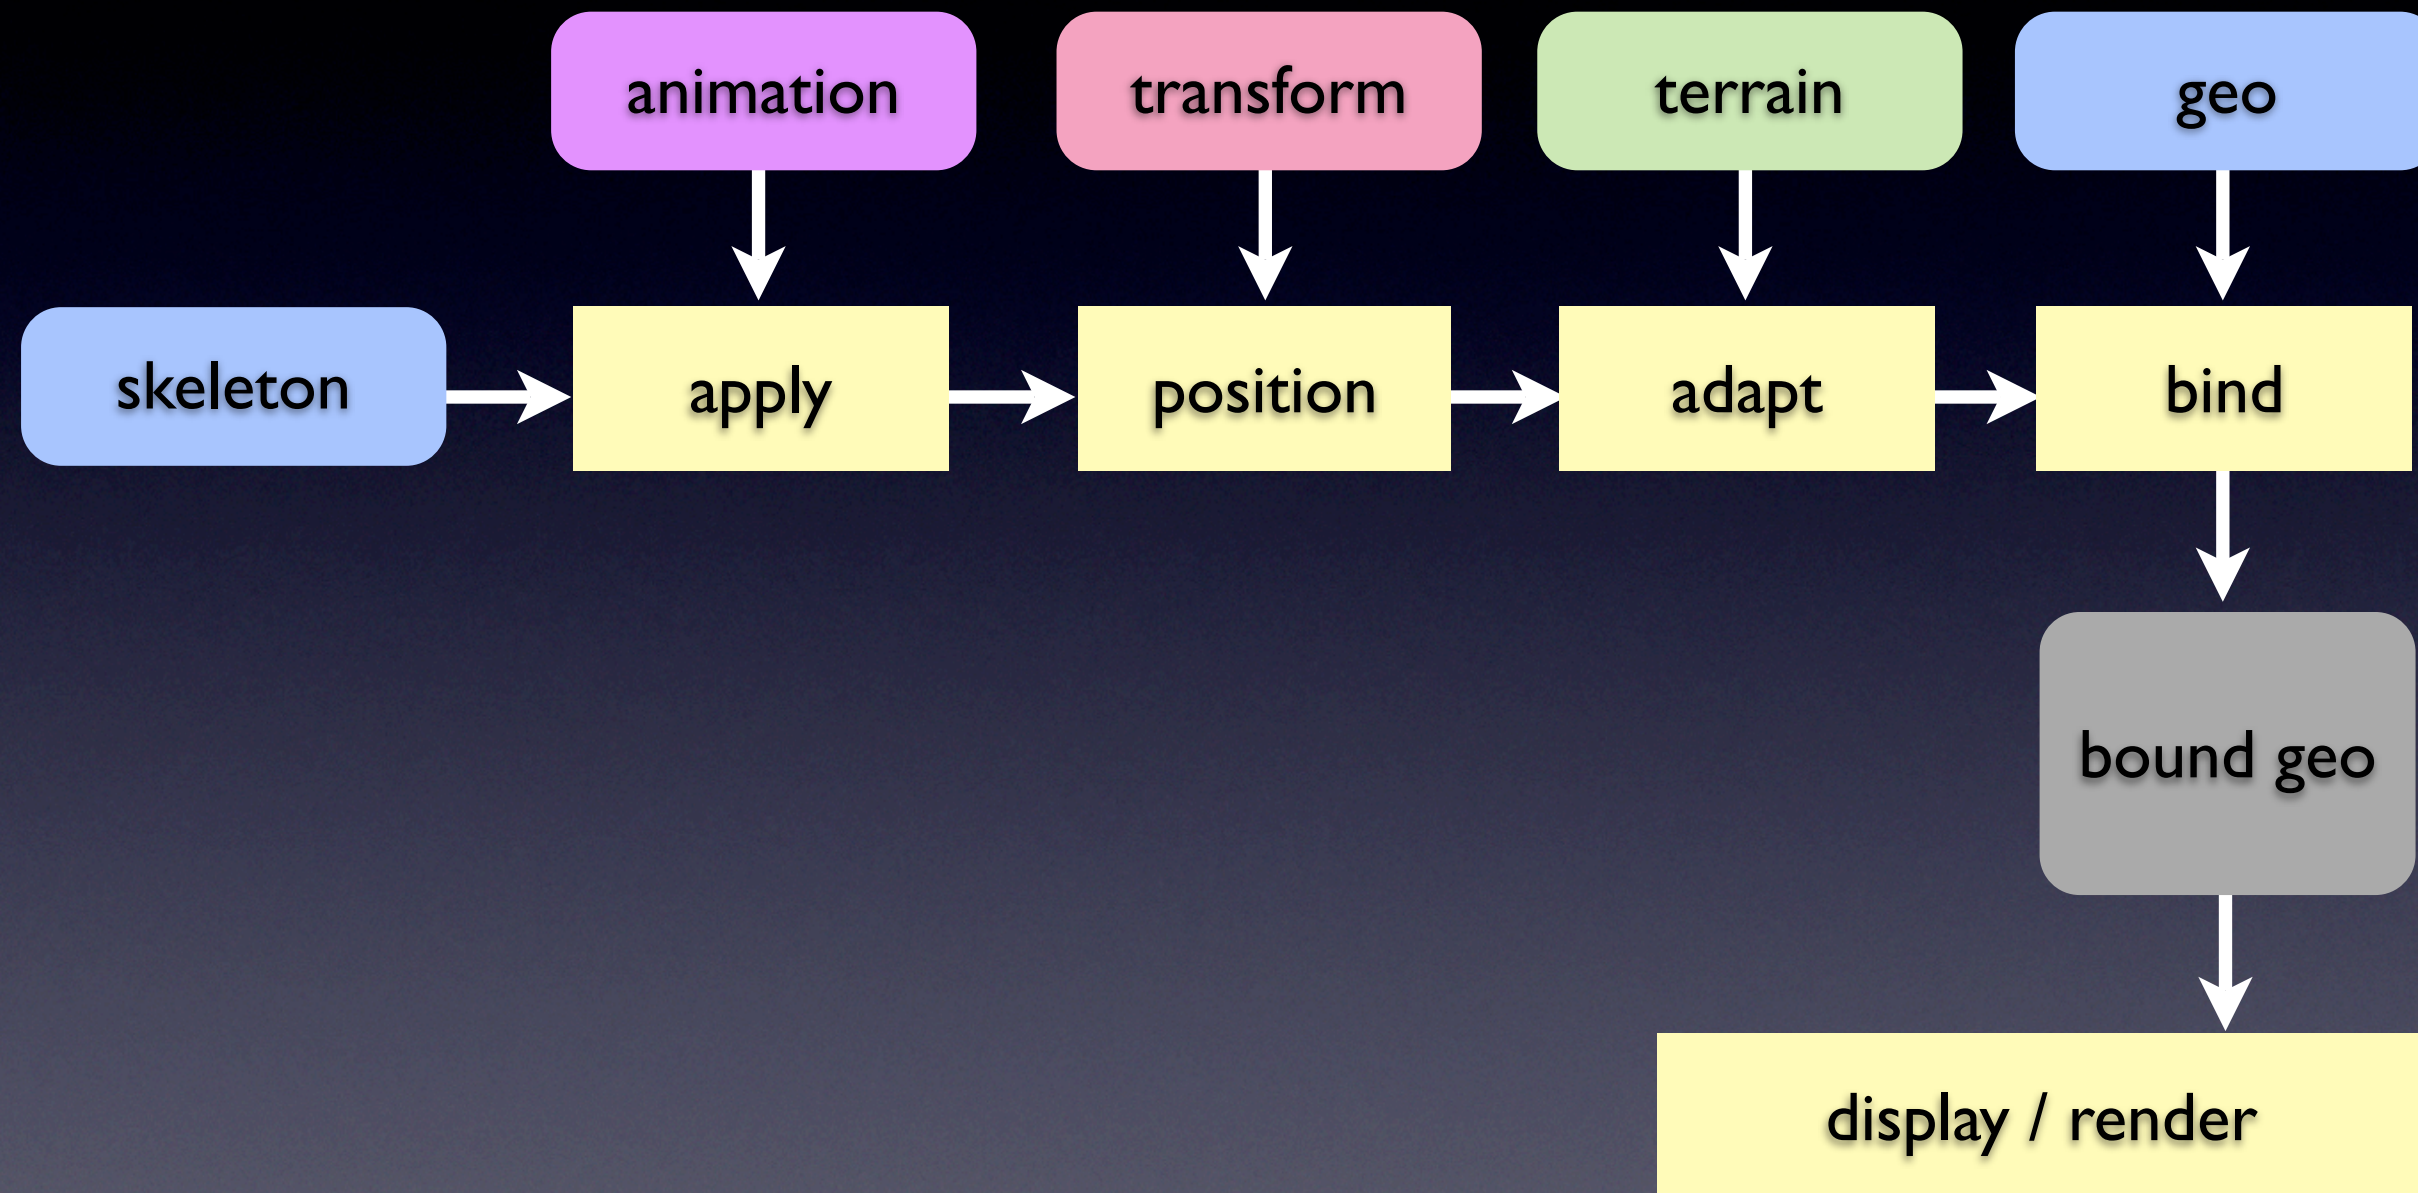 animation
transform
terrain
geo
skeleton
apply
position
adapt
bind
bound geo
display / render